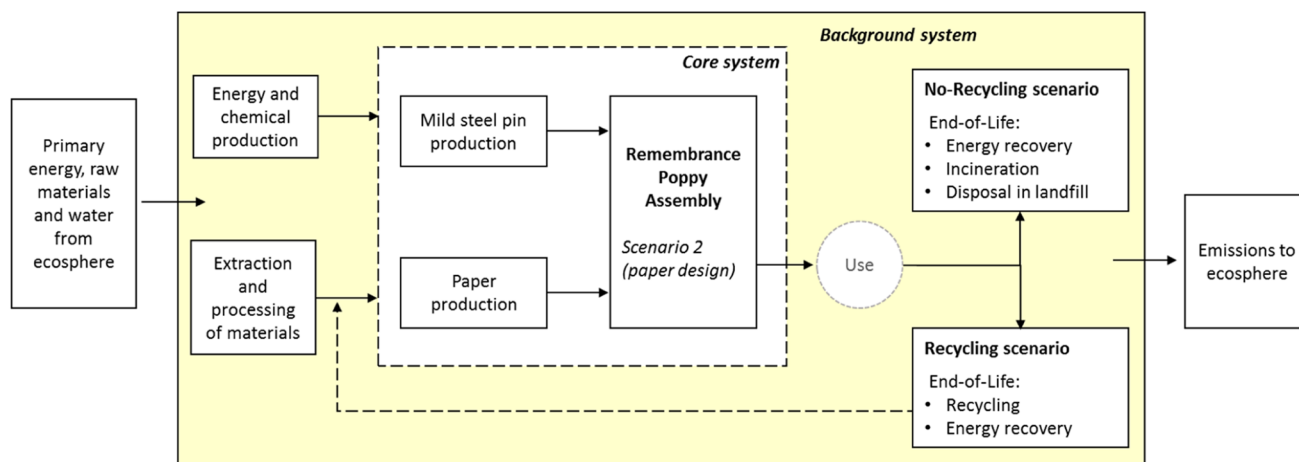 Background system
Core system
Primary
energy, raw
materials
and water
from
ecosphere
Energy and
chemical
production
Extraction
and
processing
of materials
Mild steel pin
production
Paper
production
Remembrance
Poppy
Assembly
Scenario 2
(paper design)
Use
No-Recycling scenario
End-of-Life:
• Energy recovery
• Incineration
• Disposal in landfill
Recycling scenario
End-of-Life:
• Recycling
• Energy recovery
Emissions to
ecosphere